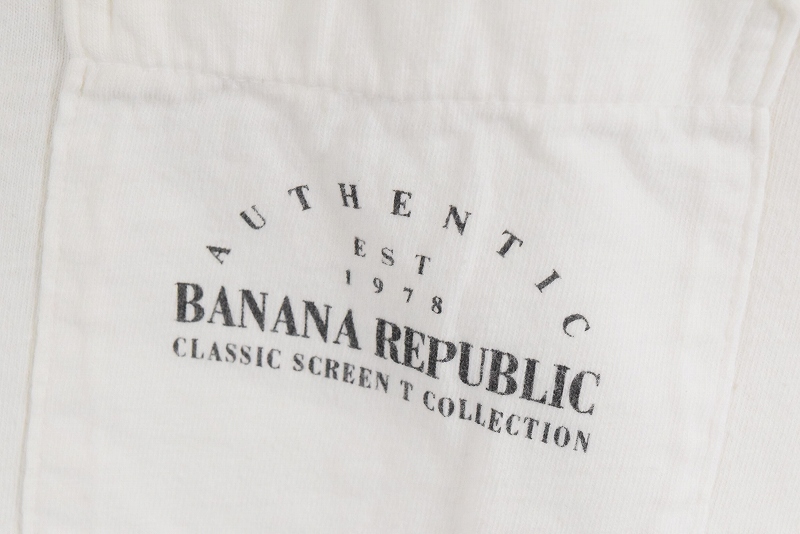 AUTHENTIC
EST
1978
BANANA REPUBLIC
CLASSIC SCREEN T COLLECTION